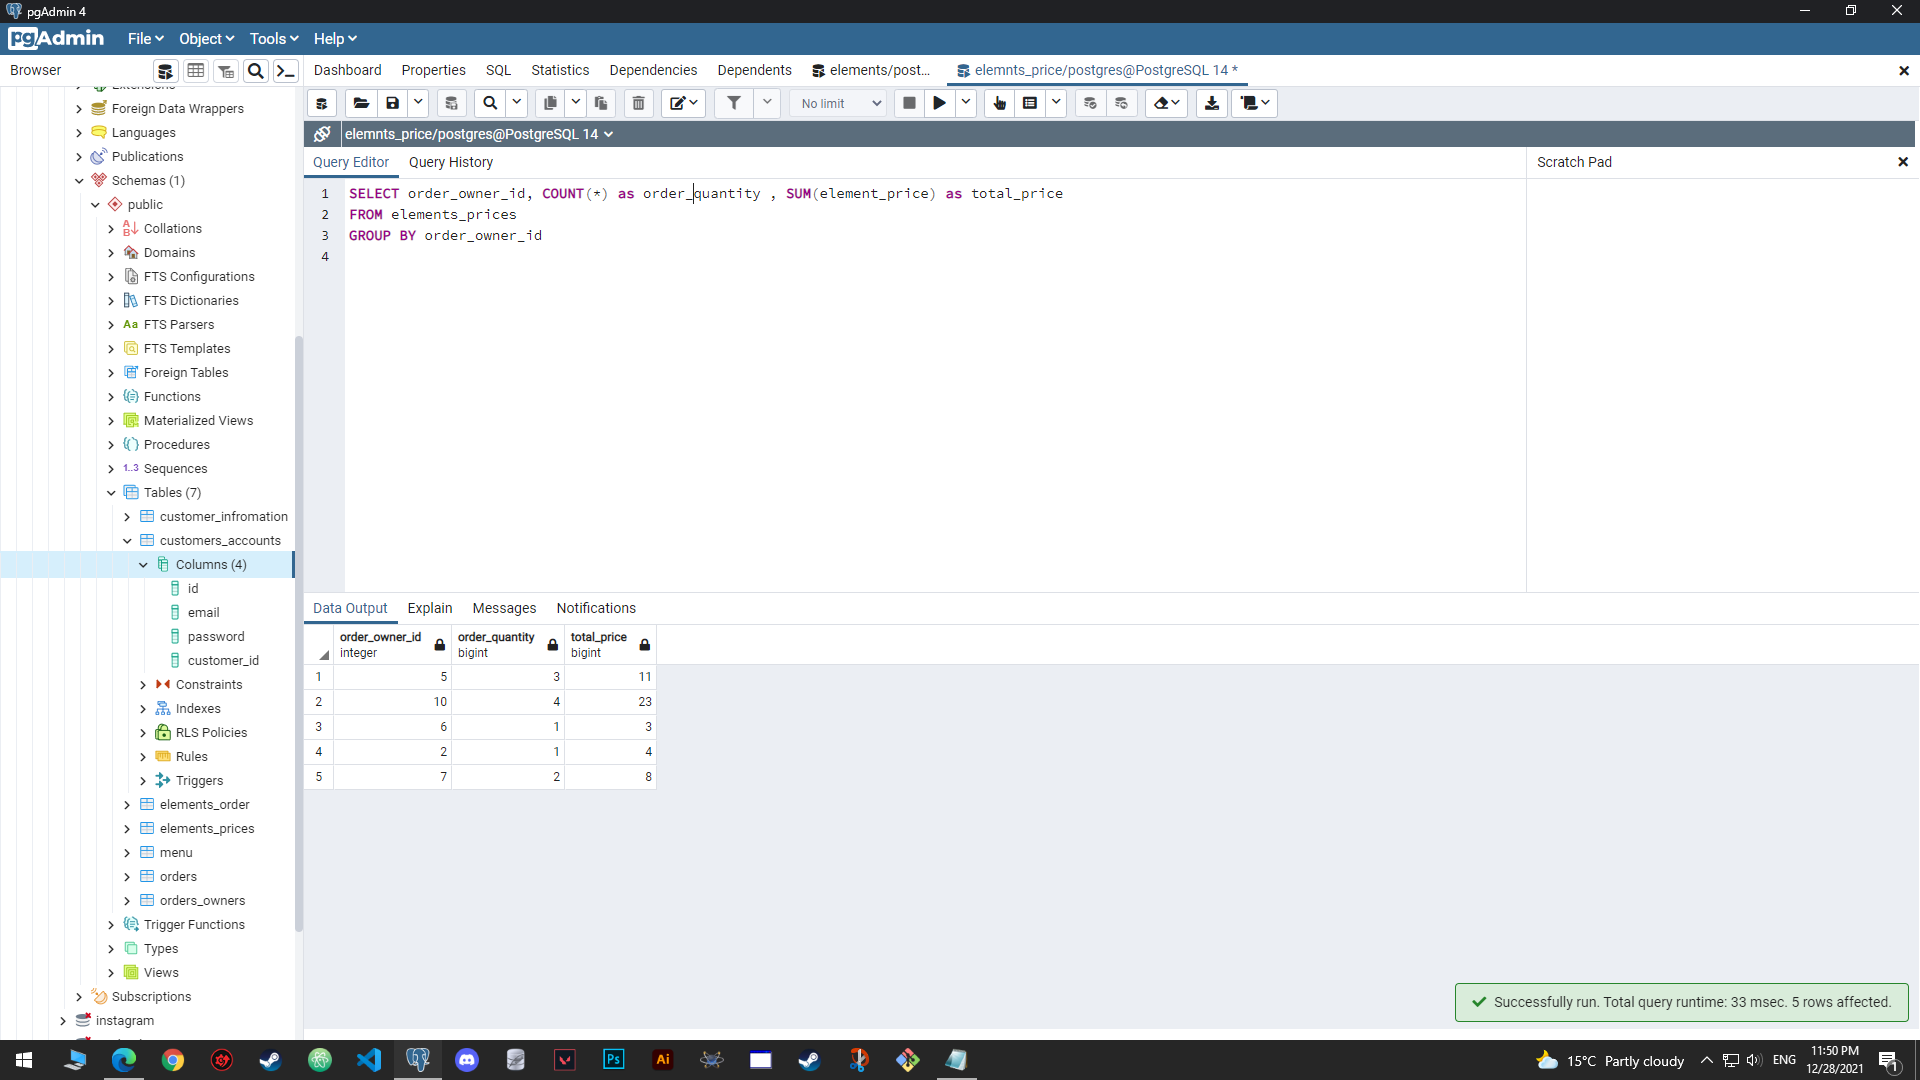 pgAdmin 4
pgAdmin File Object Tools Help
Browser
Dashboard Properties SQL Statistics Dependencies Dependents elements/post... elemnts_price/postgres@PostgreSQL 14 *
No limit
elemnts_price/postgres@PostgreSQL 14
Query Editor Query History
Scratch Pad
1 SELECT order_owner_id, COUNT(*) as order_quantity , SUM(element_price) as total_price
2 FROM elements_prices
3 GROUP BY order_owner_id
4
Extensions
Foreign Data Wrappers
Languages
Publications
Schemas (1)
public
Collations
Domains
FTS Configurations
FTS Dictionaries
Aa FTS Parsers
FTS Templates
Foreign Tables
Functions
Materialized Views
Procedures
1..3 Sequences
Tables (7)
customer_infromation
customers_accounts
Columns (4)
id
email
password
customer_id
Constraints
Indexes
RLS Policies
Rules
Triggers
elements_order
elements_prices
menu
orders
orders_owners
Trigger Functions
Types
Views
Subscriptions
instagram
Data Output Explain Messages Notifications
order_owner_id order_quantity total_price
integer bigint bigint
1 5 3 11
2 10 4 23
3 6 1 3
4 2 1 4
5 7 2 8
Successfully run. Total query runtime: 33 msec. 5 rows affected.
Ps Ai
15°C Partly cloudy ENG
11:50 PM
12/28/2021
1